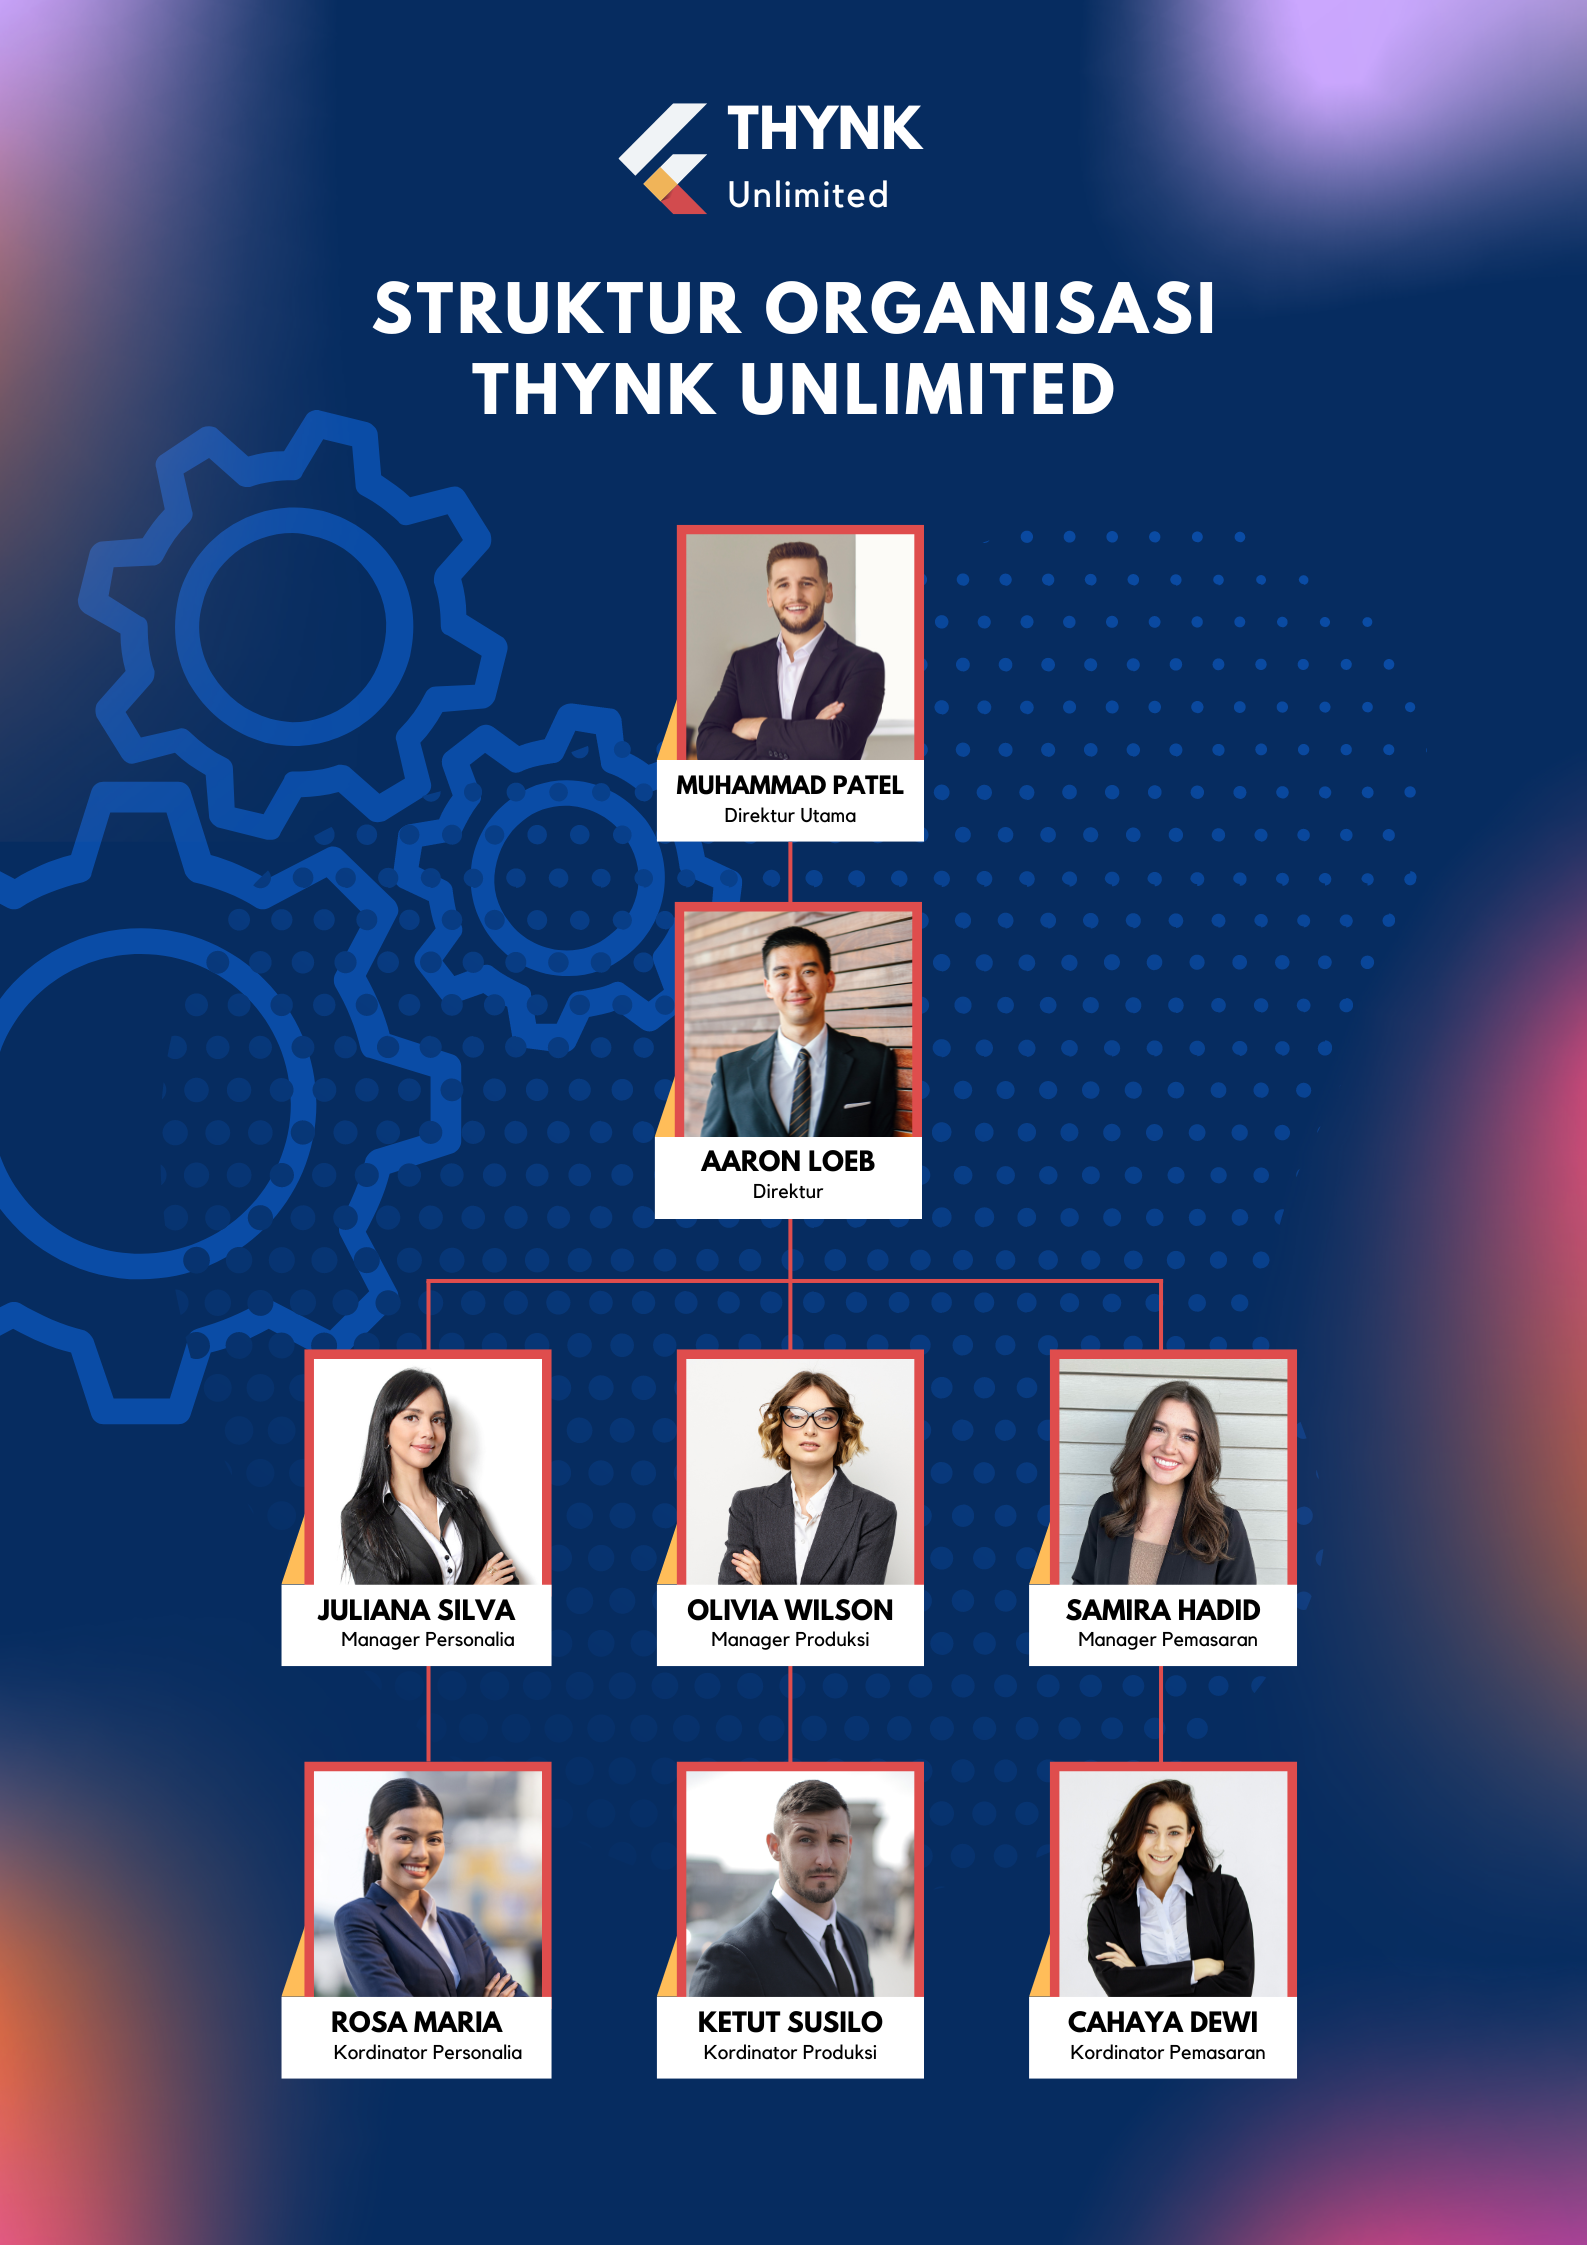 THYNK
Unlimited
STRUKTUR ORGANISASI
THYNK UNLIMITED
MUHAMMAD PATEL
Direktur Utama
AARON LOEB
Direktur
JULIANA SILVA
Manager Personalia
OLIVIA WILSON
Manager Produksi
SAMIRA HADID
Manager Pemasaran
ROSA MARIA
Kordinator Personalia
KETUT SUSILO
Kordinator Produksi
CAHAYA DEWI
Kordinator Pemasaran